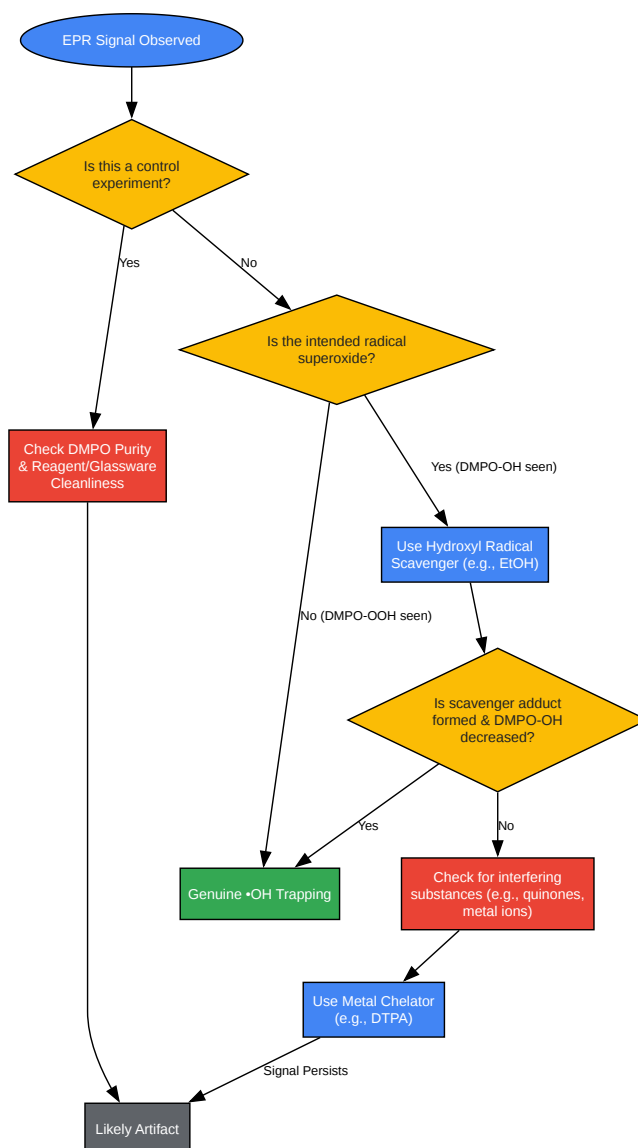 EPR Signal Observed
Is this a control
experiment?
Yes
No
Is the intended radical
superoxide?
Check DMPO Purity
& Reagent/Glassware
Cleanliness
Yes (DMPO-OH seen)
Use Hydroxyl Radical
Scavenger (e.g., EtOH)
No (DMPO-OOH seen)
Is scavenger adduct
formed & DMPO-OH
decreased?
Yes
No
Genuine •OH Trapping
Check for interfering
substances (e.g., quinones,
metal ions)
Use Metal Chelator
(e.g., DTPA)
Signal Persists
Likely Artifact